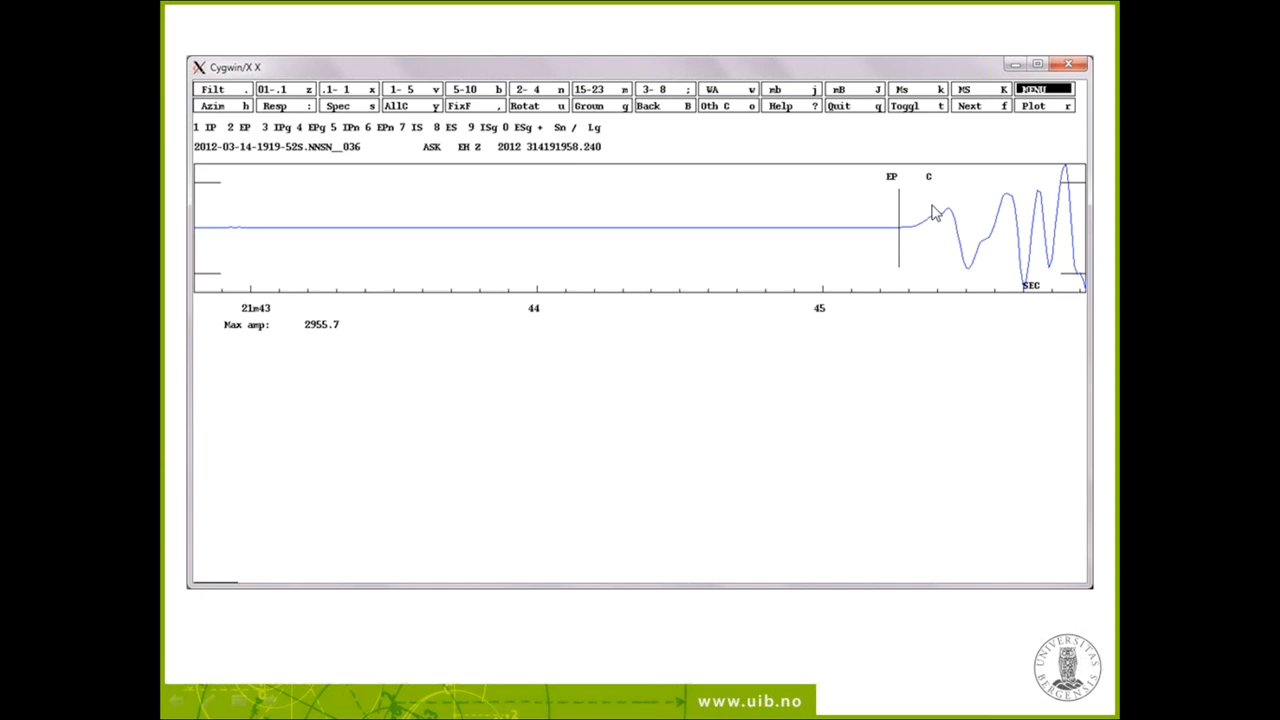 Cygwin/X X
Filt . 01-.1 z .1- 1 x 1- 5 v 5-10 b 2- 4 n 15-23 m 3- 8 ; WA w mb j mB J Ms k MS K MENU
Azim h Resp : Spec s AllC y FixF , Rotat u Groun g Back B Oth C o Help ? Quit q Toggl t Next f Plot r
1 IP 2 EP 3 IPg 4 EPg 5 IPn 6 EPn 7 IS 8 ES 9 ISg 0 ESg + Sn / Lg
2012-03-14-1919-52S.NNSN__036 ASK EH Z 2012 314191958.240
EP C
SEC
21m43 44 45
Max amp: 2955.7
UNIVERSITAS BERGENSIS
www.uib.no